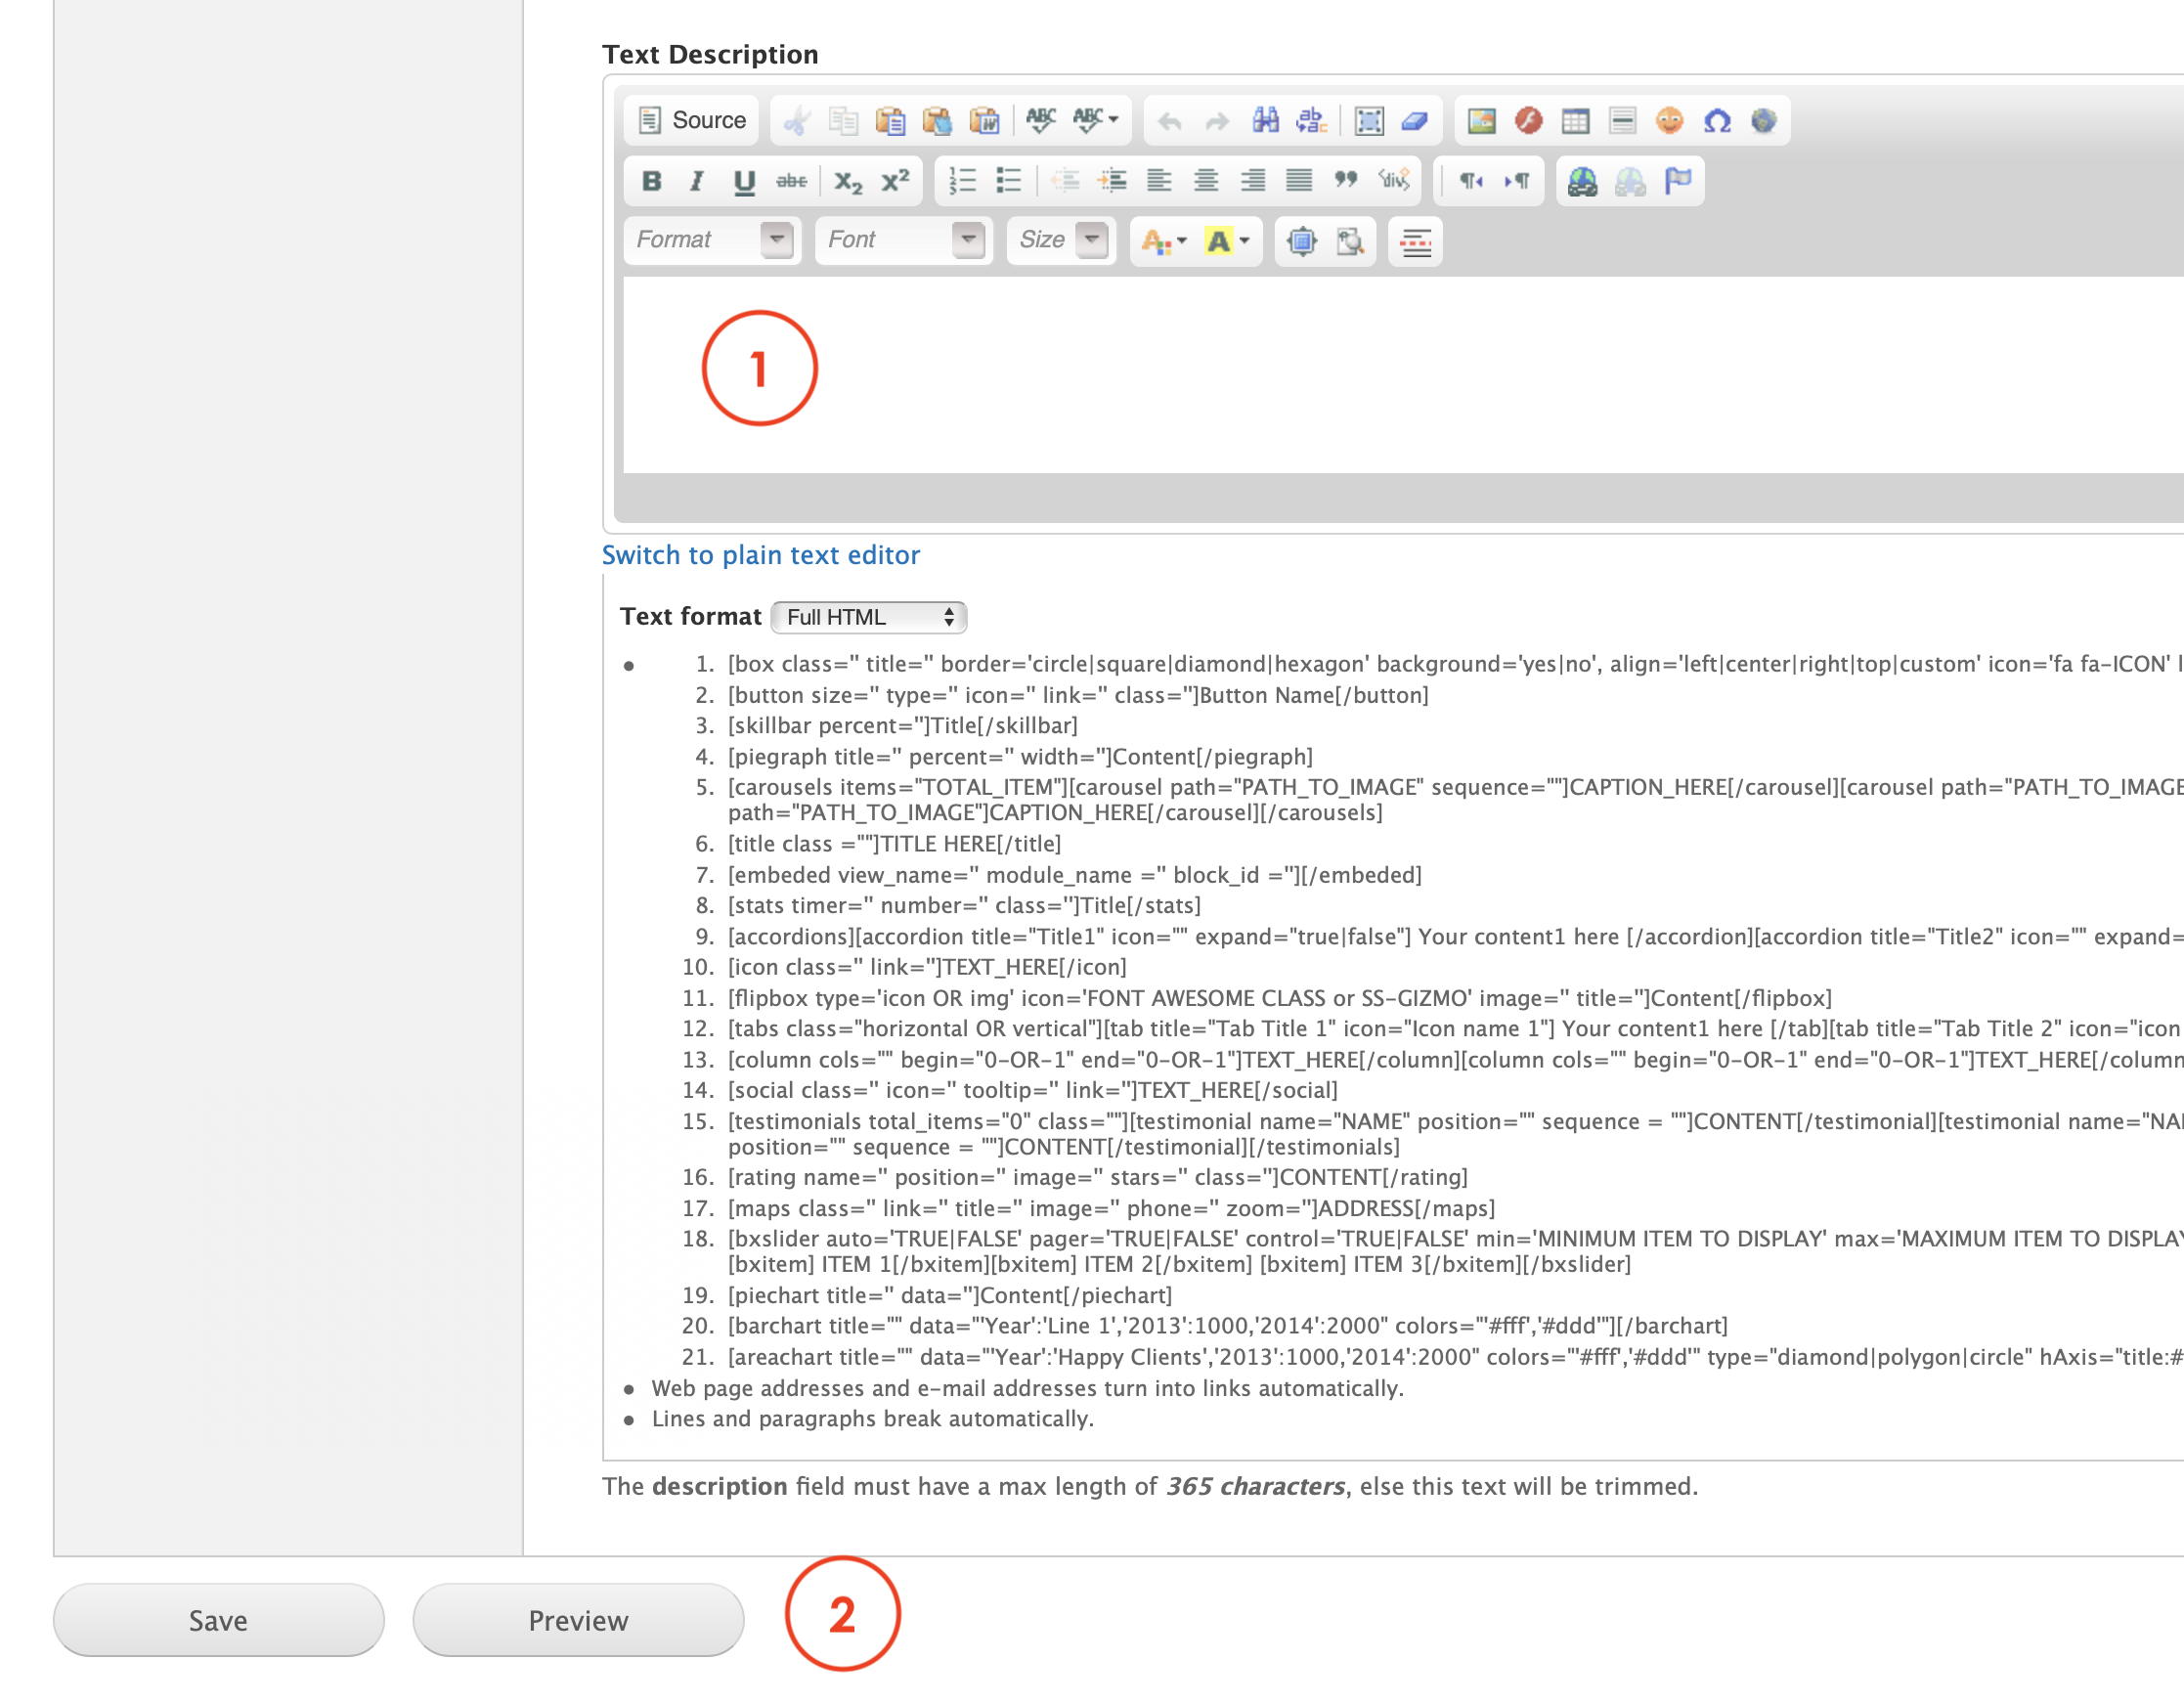 Text Description
Source
ABC ABC
B I U abc X2 X2
Format Font Size A A
1
Switch to plain text editor
Text format Full HTML
1. [box class='' title='' border='circle|square|diamond|hexagon' background='yes|no', align='left|center|right|top|custom' icon='fa fa-ICON' l
2. [button size='' type='' icon='' link='' class='']Button Name[/button]
3. [skillbar percent='']Title[/skillbar]
4. [piegraph title='' percent='' width='']Content[/piegraph]
5. [carousels items="TOTAL_ITEM"][carousel path="PATH_TO_IMAGE" sequence=""]CAPTION_HERE[/carousel][carousel path="PATH_TO_IMAGE
path="PATH_TO_IMAGE"]CAPTION_HERE[/carousel][/carousels]
6. [title class =""]TITLE HERE[/title]
7. [embeded view_name='' module_name ='' block_id =''][/embeded]
8. [stats timer='' number='' class='']Title[/stats]
9. [accordions][accordion title="Title1" icon="" expand="true|false"] Your content1 here [/accordion][accordion title="Title2" icon="" expand=
10. [icon class='' link='']TEXT_HERE[/icon]
11. [flipbox type='icon OR img' icon='FONT AWESOME CLASS or SS-GIZMO' image='' title='']Content[/flipbox]
12. [tabs class="horizontal OR vertical"][tab title="Tab Title 1" icon="Icon name 1"] Your content1 here [/tab][tab title="Tab Title 2" icon="icon
13. [column cols="" begin="0-OR-1" end="0-OR-1"]TEXT_HERE[/column][column cols="" begin="0-OR-1" end="0-OR-1"]TEXT_HERE[/column
14. [social class='' icon='' tooltip='' link='']TEXT_HERE[/social]
15. [testimonials total_items="0" class=""][testimonial name="NAME" position="" sequence = ""]CONTENT[/testimonial][testimonial name="NA
position="" sequence = ""]CONTENT[/testimonial][/testimonials]
16. [rating name='' position='' image='' stars='' class='']CONTENT[/rating]
17. [maps class='' link='' title='' image='' phone='' zoom='']ADDRESS[/maps]
18. [bxslider auto='TRUE|FALSE' pager='TRUE|FALSE' control='TRUE|FALSE' min='MINIMUM ITEM TO DISPLAY' max='MAXIMUM ITEM TO DISPLAY
[bxitem] ITEM 1[/bxitem][bxitem] ITEM 2[/bxitem] [bxitem] ITEM 3[/bxitem][/bxslider]
19. [piechart title='' data='']Content[/piechart]
20. [barchart title="" data="'Year':'Line 1','2013':1000,'2014':2000" colors="'#fff','#ddd'"][/barchart]
21. [areachart title="" data="'Year':'Happy Clients','2013':1000,'2014':2000" colors="'#fff','#ddd'" type="diamond|polygon|circle" hAxis="title:#
Web page addresses and e-mail addresses turn into links automatically.
Lines and paragraphs break automatically.
The description field must have a max length of 365 characters, else this text will be trimmed.
Save Preview 2